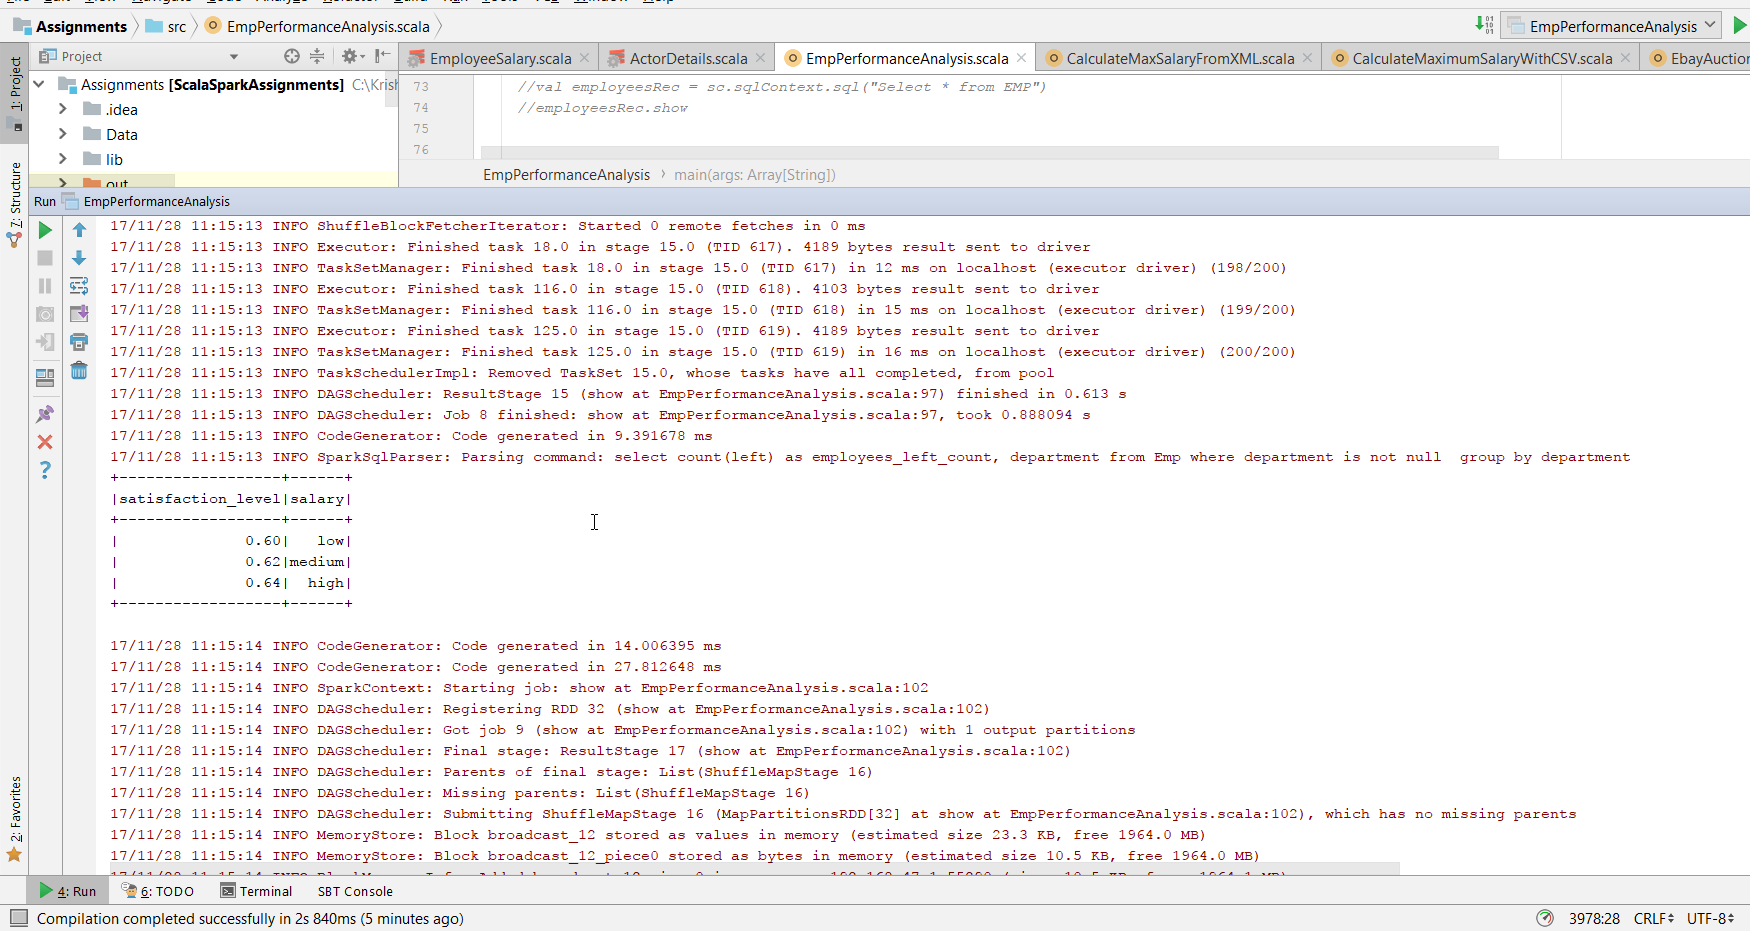 Assignments src EmpPerformanceAnalysis.scala EmpPerformanceAnalysis
Project EmployeeSalary.scala ActorDetails.scala EmpPerformanceAnalysis.scala CalculateMaxSalaryFromXML.scala CalculateMaximumSalaryWithCSV.scala EbayAuction
1: Project
7: Structure
2: Favorites
Assignments [ScalaSparkAssignments] C:\Krish
.idea
Data
lib
out
73 //val employeesRec = sc.sqlContext.sql("Select * from EMP")
74 //employeesRec.show
75
76
EmpPerformanceAnalysis › main(args: Array[String])
Run EmpPerformanceAnalysis
17/11/28 11:15:13 INFO ShuffleBlockFetcherIterator: Started 0 remote fetches in 0 ms
17/11/28 11:15:13 INFO Executor: Finished task 18.0 in stage 15.0 (TID 617). 4189 bytes result sent to driver
17/11/28 11:15:13 INFO TaskSetManager: Finished task 18.0 in stage 15.0 (TID 617) in 12 ms on localhost (executor driver) (198/200)
17/11/28 11:15:13 INFO Executor: Finished task 116.0 in stage 15.0 (TID 618). 4103 bytes result sent to driver
17/11/28 11:15:13 INFO TaskSetManager: Finished task 116.0 in stage 15.0 (TID 618) in 15 ms on localhost (executor driver) (199/200)
17/11/28 11:15:13 INFO Executor: Finished task 125.0 in stage 15.0 (TID 619). 4189 bytes result sent to driver
17/11/28 11:15:13 INFO TaskSetManager: Finished task 125.0 in stage 15.0 (TID 619) in 16 ms on localhost (executor driver) (200/200)
17/11/28 11:15:13 INFO TaskSchedulerImpl: Removed TaskSet 15.0, whose tasks have all completed, from pool
17/11/28 11:15:13 INFO DAGScheduler: ResultStage 15 (show at EmpPerformanceAnalysis.scala:97) finished in 0.613 s
17/11/28 11:15:13 INFO DAGScheduler: Job 8 finished: show at EmpPerformanceAnalysis.scala:97, took 0.888094 s
17/11/28 11:15:13 INFO CodeGenerator: Code generated in 9.391678 ms
17/11/28 11:15:13 INFO SparkSqlParser: Parsing command: select count(left) as employees_left_count, department from Emp where department is not null  group by department
+------------------+------+
|satisfaction_level|salary|
+------------------+------+
|              0.60|   low|
|              0.62|medium|
|              0.64|  high|
+------------------+------+
17/11/28 11:15:14 INFO CodeGenerator: Code generated in 14.006395 ms
17/11/28 11:15:14 INFO CodeGenerator: Code generated in 27.812648 ms
17/11/28 11:15:14 INFO SparkContext: Starting job: show at EmpPerformanceAnalysis.scala:102
17/11/28 11:15:14 INFO DAGScheduler: Registering RDD 32 (show at EmpPerformanceAnalysis.scala:102)
17/11/28 11:15:14 INFO DAGScheduler: Got job 9 (show at EmpPerformanceAnalysis.scala:102) with 1 output partitions
17/11/28 11:15:14 INFO DAGScheduler: Final stage: ResultStage 17 (show at EmpPerformanceAnalysis.scala:102)
17/11/28 11:15:14 INFO DAGScheduler: Parents of final stage: List(ShuffleMapStage 16)
17/11/28 11:15:14 INFO DAGScheduler: Missing parents: List(ShuffleMapStage 16)
17/11/28 11:15:14 INFO DAGScheduler: Submitting ShuffleMapStage 16 (MapPartitionsRDD[32] at show at EmpPerformanceAnalysis.scala:102), which has no missing parents
17/11/28 11:15:14 INFO MemoryStore: Block broadcast_12 stored as values in memory (estimated size 23.3 KB, free 1964.0 MB)
17/11/28 11:15:14 INFO MemoryStore: Block broadcast_12_piece0 stored as bytes in memory (estimated size 10.5 KB, free 1964.0 MB)
4: Run 6: TODO Terminal SBT Console
Compilation completed successfully in 2s 840ms (5 minutes ago) 3978:28 CRLF UTF-8